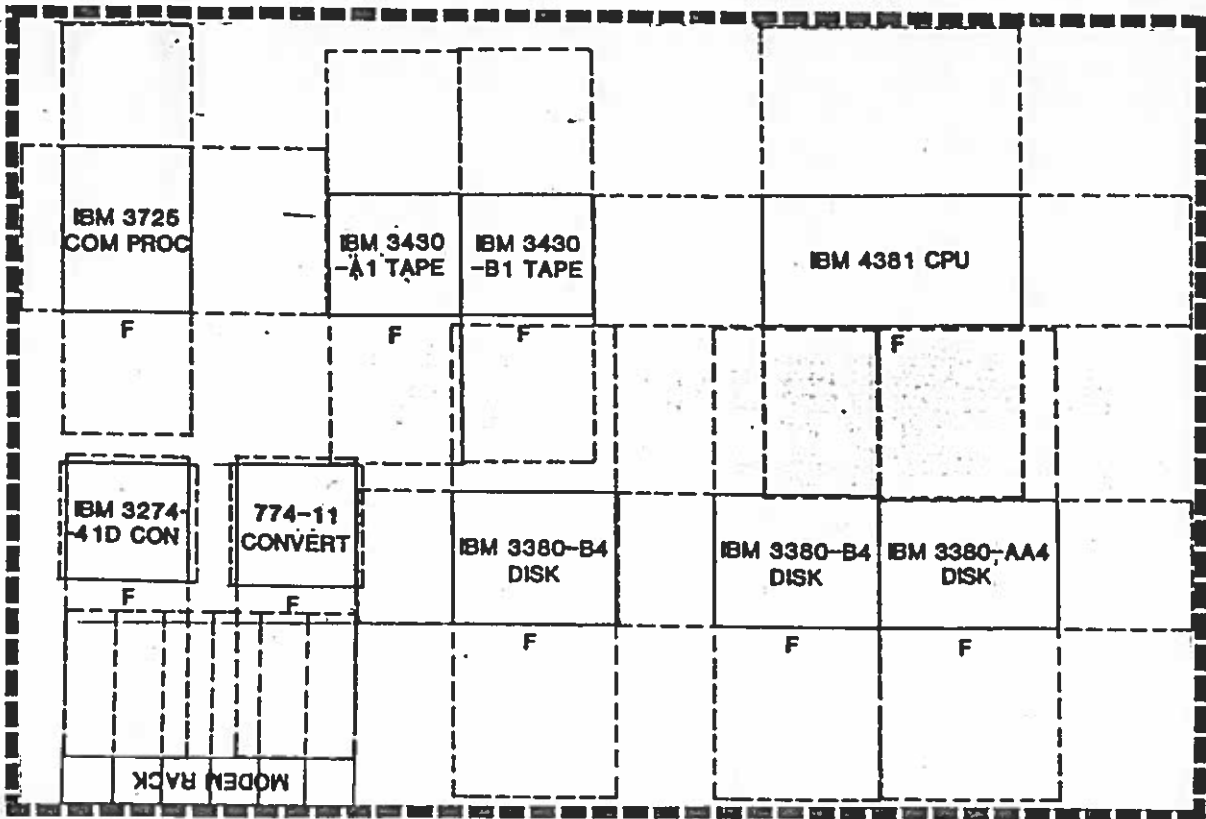 IBM 3725
COM PROC
F
IBM 3430
-A1 TAPE
F
IBM 3430
-B1 TAPE
F
IBM 4381 CPU
F
IBM 3274-
-41D CON
F
774-11
CONVERT
F
IBM 3380-B4
DISK
F
IBM 3380-B4
DISK
F
IBM 3380-AA4
DISK
F
MODEM RACK